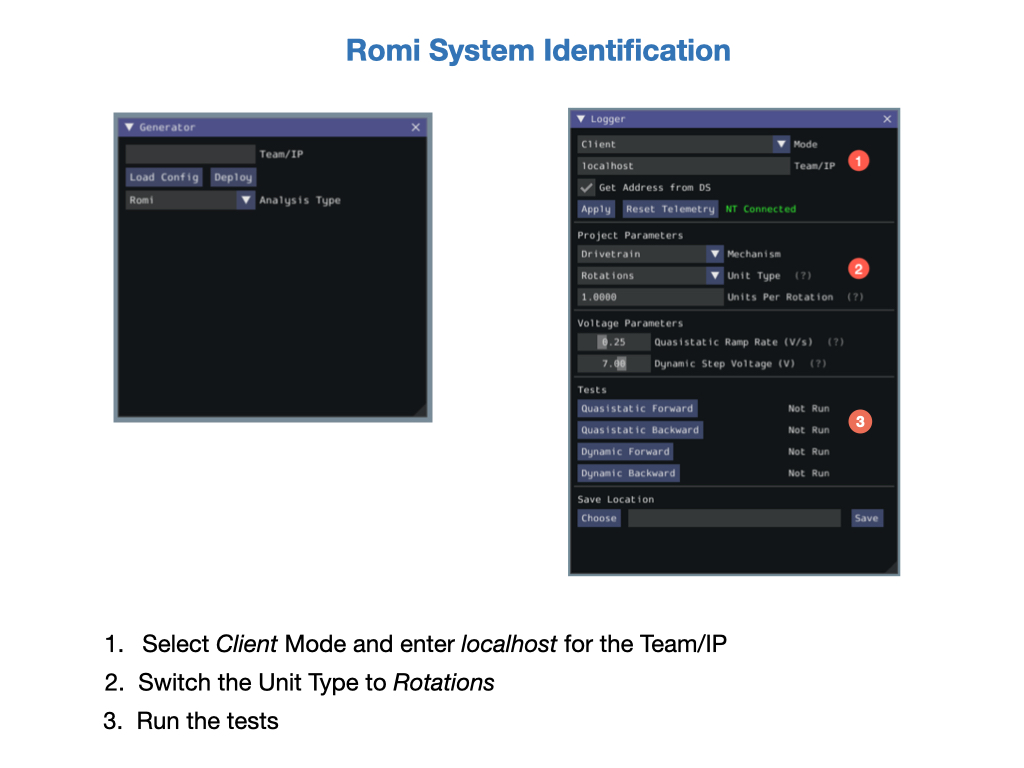 Romi System Identification
Generator
Team/IP
Load Config Deploy
Romi Analysis Type
Logger
Client Mode
localhost Team/IP
1
Get Address from DS
Apply Reset Telemetry NT Connected
Project Parameters
Drivetrain Mechanism
Rotations Unit Type (?)
2
1.0000 Units Per Rotation (?)
Voltage Parameters
0.25 Quasistatic Ramp Rate (V/s) (?)
7.00 Dynamic Step Voltage (V) (?)
Tests
Quasistatic Forward Not Run
3
Quasistatic Backward Not Run
Dynamic Forward Not Run
Dynamic Backward Not Run
Save Location
Choose Save
1. Select Client Mode and enter localhost for the Team/IP
2. Switch the Unit Type to Rotations
3. Run the tests